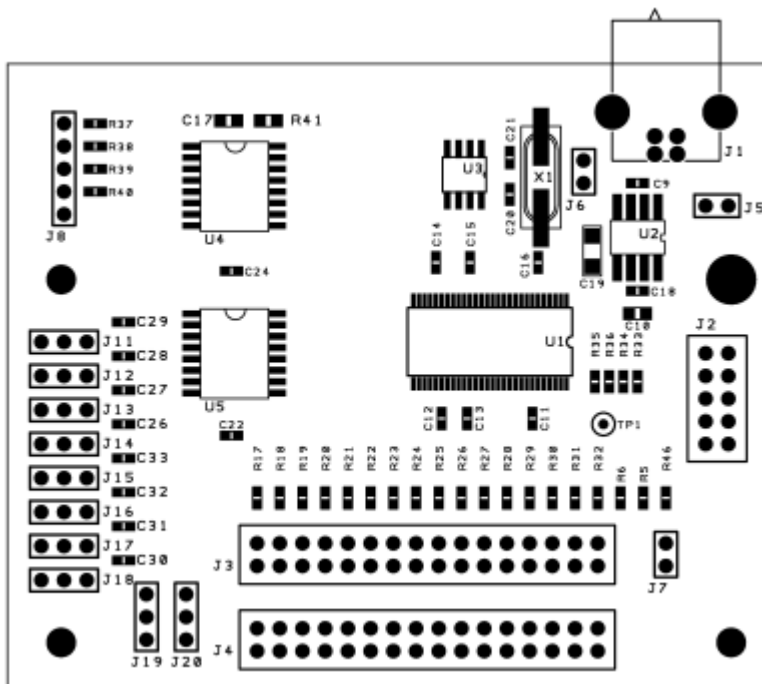 J1
C17
R41
R37
R38
R39
R40
J8
U4
U3
C21
X1
C20
J6
C9
J5
U2
C14
C15
C16
C19
C18
C10
C24
C29
J11
C28
J12
C27
J13
C26
J14
C33
J15
C32
J16
C31
J17
C30
J18
U5
C22
U1
R35
R36
R34
R33
J2
C12
C13
C11
TP1
R17
R18
R19
R20
R21
R22
R23
R24
R25
R26
R27
R28
R29
R30
R31
R32
R6
R5
R46
J3
J7
J4
J19
J20